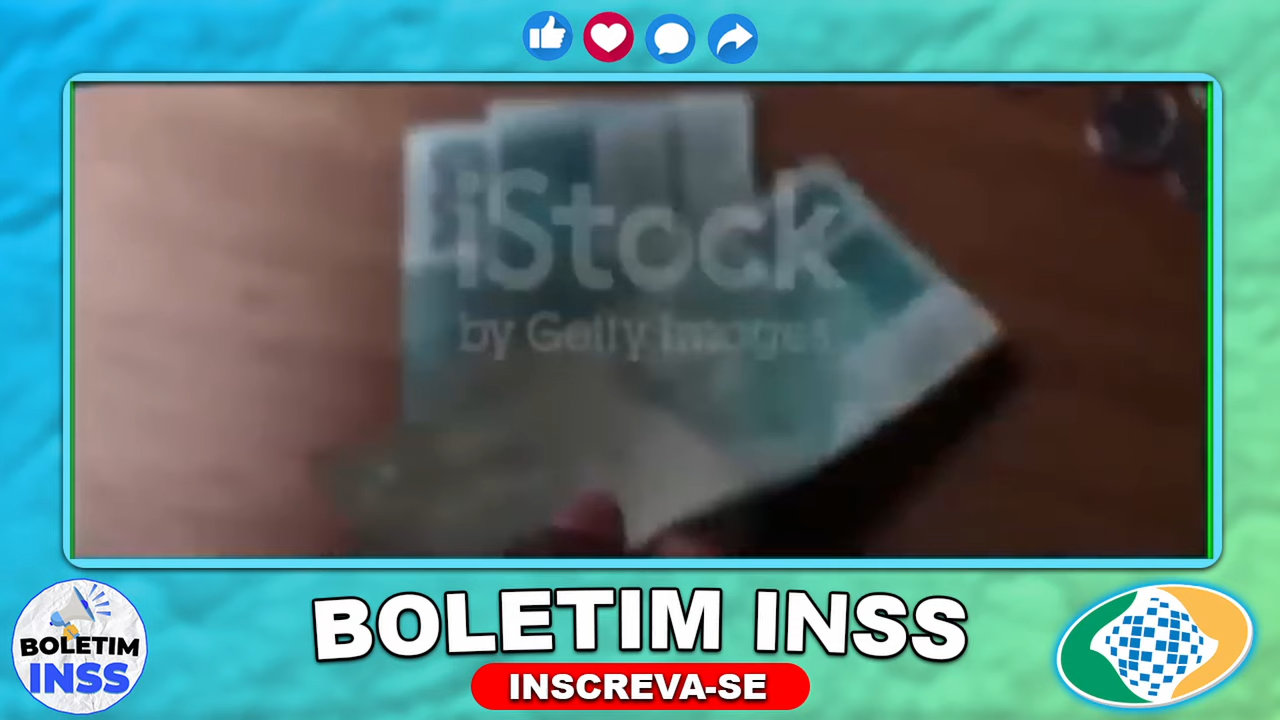 iStock
by Getty Images
BOLETIM INSS
BOLETIM
INSS
INSCREVA-SE